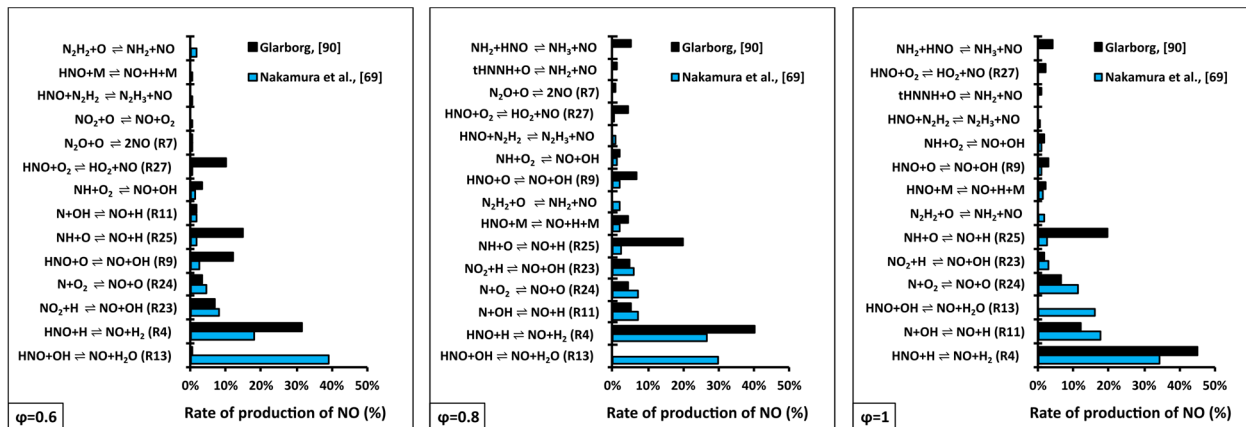 N₂H₂+O ⇌ NH₂+NO
HNO+M ⇌ NO+H+M
HNO+N₂H₂ ⇌ N₂H₃+NO
NO₂+O ⇌ NO+O₂
N₂O+O ⇌ 2NO (R7)
HNO+O₂ ⇌ HO₂+NO (R27)
NH+O₂ ⇌ NO+OH
N+OH ⇌ NO+H (R11)
NH+O ⇌ NO+H (R25)
HNO+O ⇌ NO+OH (R9)
N+O₂ ⇌ NO+O (R24)
NO₂+H ⇌ NO+OH (R23)
HNO+H ⇌ NO+H₂ (R4)
HNO+OH ⇌ NO+H₂O (R13)
Glarborg, [90]
Nakamura et al., [69]
0% 10% 20% 30% 40% 50%
Rate of production of NO (%)
φ=0.6
NH₂+HNO ⇌ NH₃+NO
tHNNH+O ⇌ NH₂+NO
N₂O+O ⇌ 2NO (R7)
HNO+O₂ ⇌ HO₂+NO (R27)
HNO+N₂H₂ ⇌ N₂H₃+NO
NH+O₂ ⇌ NO+OH
HNO+O ⇌ NO+OH (R9)
N₂H₂+O ⇌ NH₂+NO
HNO+M ⇌ NO+H+M
NH+O ⇌ NO+H (R25)
NO₂+H ⇌ NO+OH (R23)
N+O₂ ⇌ NO+O (R24)
N+OH ⇌ NO+H (R11)
HNO+H ⇌ NO+H₂ (R4)
HNO+OH ⇌ NO+H₂O (R13)
Glarborg, [90]
Nakamura et al., [69]
0% 10% 20% 30% 40% 50%
Rate of production of NO (%)
φ=0.8
NH₂+HNO ⇌ NH₃+NO
HNO+O₂ ⇌ HO₂+NO (R27)
tHNNH+O ⇌ NH₂+NO
HNO+N₂H₂ ⇌ N₂H₃+NO
NH+O₂ ⇌ NO+OH
HNO+O ⇌ NO+OH (R9)
HNO+M ⇌ NO+H+M
N₂H₂+O ⇌ NH₂+NO
NH+O ⇌ NO+H (R25)
NO₂+H ⇌ NO+OH (R23)
N+O₂ ⇌ NO+O (R24)
HNO+OH ⇌ NO+H₂O (R13)
N+OH ⇌ NO+H (R11)
HNO+H ⇌ NO+H₂ (R4)
Glarborg, [90]
Nakamura et al., [69]
0% 10% 20% 30% 40% 50%
Rate of production of NO (%)
φ=1